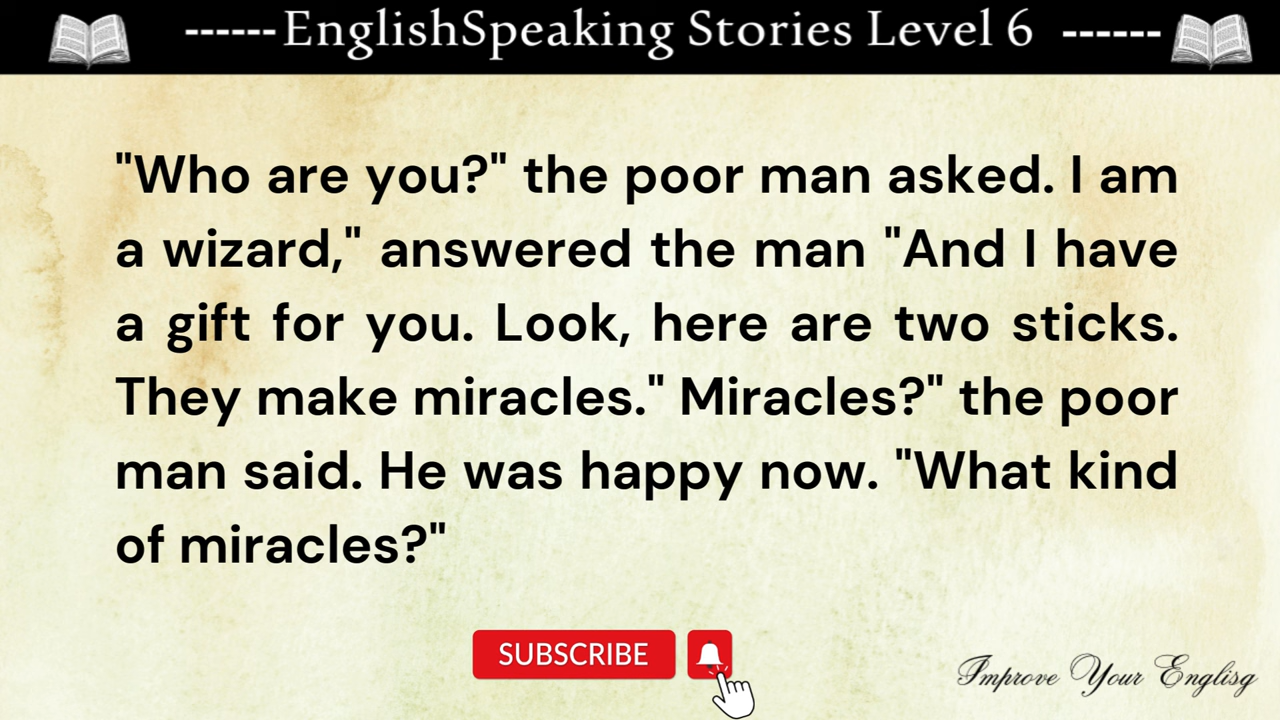 ------EnglishSpeaking Stories Level 6 ------
"Who are you?" the poor man asked. I am
a wizard," answered the man "And I have
a gift for you. Look, here are two sticks.
They make miracles." Miracles?" the poor
man said. He was happy now. "What kind
of miracles?"
SUBSCRIBE
Improve Your Englisg